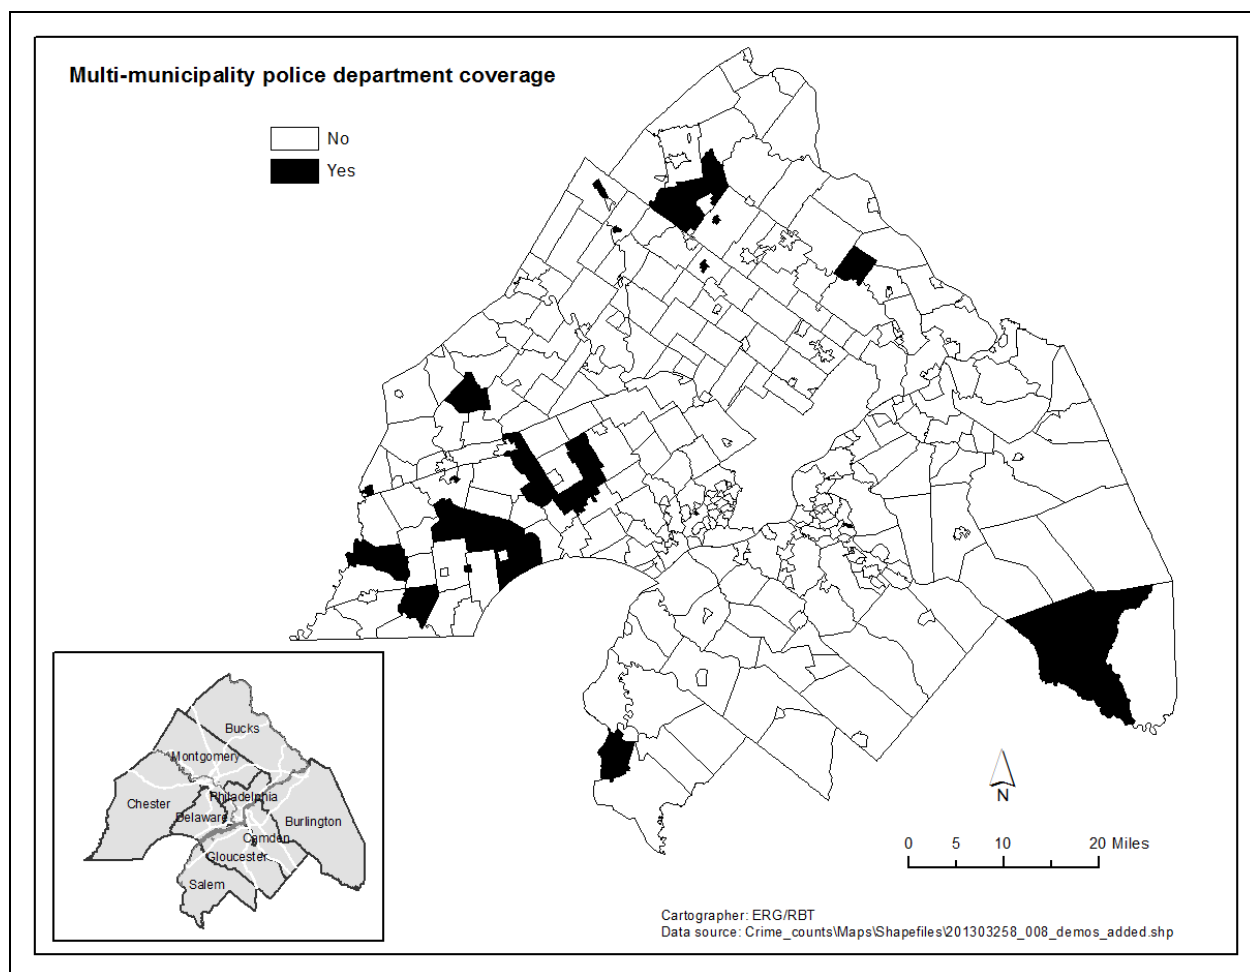 Multi-municipality police department coverage
No
Yes
Bucks
Montgomery
Philadelphia
Chester
Delaware
Burlington
Camden
Gloucester
Salem
N
0 5 10 20 Miles
Cartographer: ERG/RBT
Data source: Crime_counts\Maps\Shapefiles\201303258_008_demos_added.shp